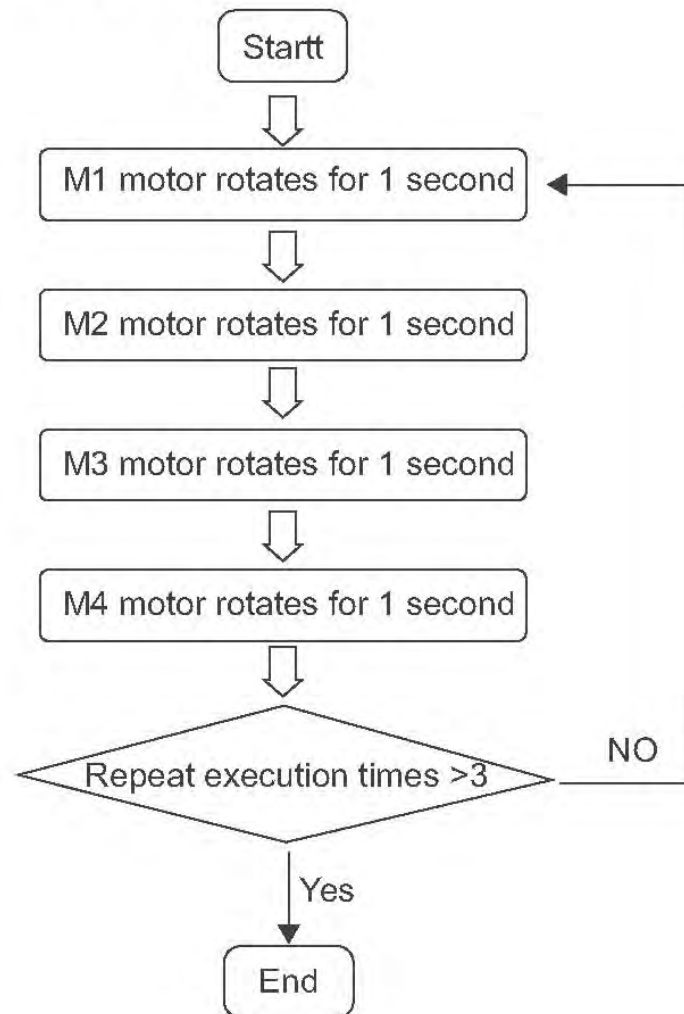 Startt
M1 motor rotates for 1 second
M2 motor rotates for 1 second
M3 motor rotates for 1 second
M4 motor rotates for 1 second
Repeat execution times >3
NO
Yes
End